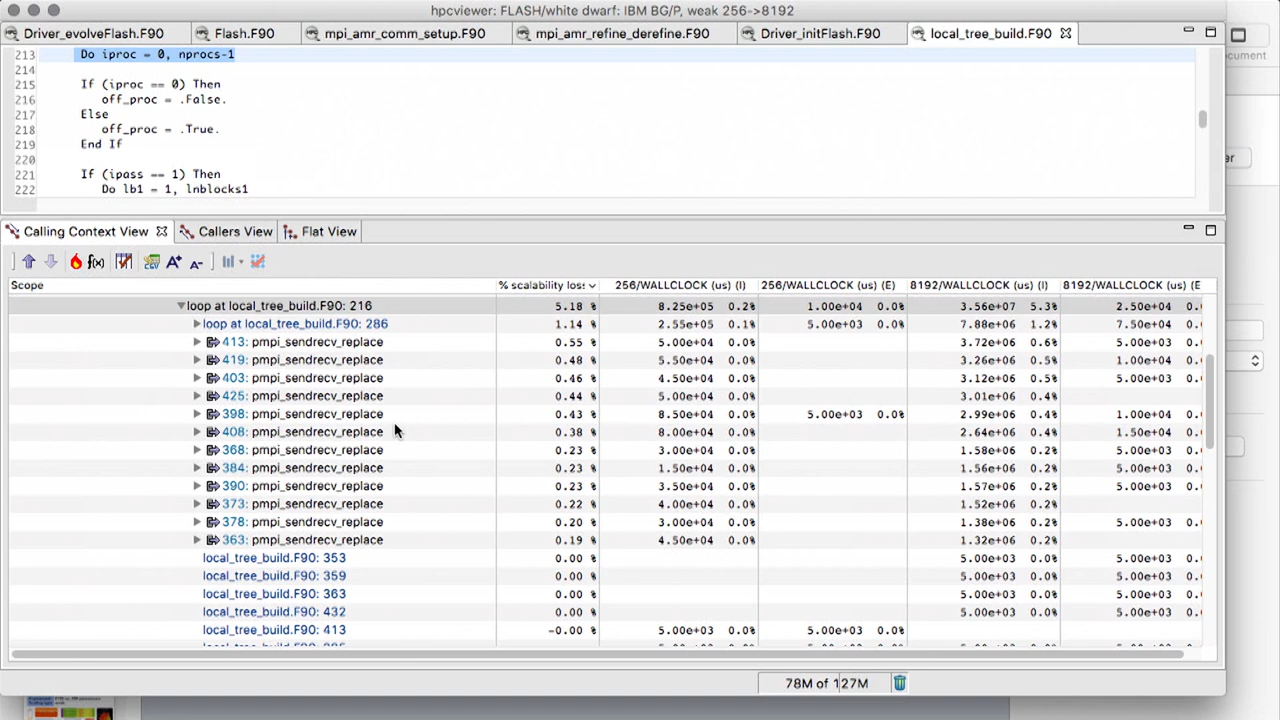 hpcviewer: FLASH/white dwarf: IBM BG/P, weak 256->8192
Driver_evolveFlash.F90 Flash.F90 mpi_amr_comm_setup.F90 mpi_amr_refine_derefine.F90 Driver_initFlash.F90 local_tree_build.F90
213 Do iproc = 0, nprocs-1
214
215 If (iproc == 0) Then
216 off_proc = .False.
217 Else
218 off_proc = .True.
219 End If
220
221 If (ipass == 1) Then
222 Do lb1 = 1, lnblocks1
Calling Context View Callers View Flat View
Scope % scalability los 256/WALLCLOCK (us) (I) 256/WALLCLOCK (us) (E) 8192/WALLCLOCK (us) (I) 8192/WALLCLOCK (us) (E
loop at local_tree_build.F90: 216 5.18 % 8.25e+05 0.2% 1.00e+04 0.0% 3.56e+07 5.3% 2.50e+04 0.
loop at local_tree_build.F90: 286 1.14 % 2.55e+05 0.1% 5.00e+03 0.0% 7.88e+06 1.2% 7.50e+04 0.
413: pmpi_sendrecv_replace 0.55 % 5.00e+04 0.0% 3.72e+06 0.6% 5.00e+03 0.
419: pmpi_sendrecv_replace 0.48 % 5.50e+04 0.0% 3.26e+06 0.5% 1.00e+04 0.
403: pmpi_sendrecv_replace 0.46 % 4.50e+04 0.0% 3.12e+06 0.5% 5.00e+03 0.
425: pmpi_sendrecv_replace 0.44 % 5.00e+04 0.0% 3.01e+06 0.4%
398: pmpi_sendrecv_replace 0.43 % 8.50e+04 0.0% 5.00e+03 0.0% 2.99e+06 0.4% 1.00e+04 0.
408: pmpi_sendrecv_replace 0.38 % 8.00e+04 0.0% 2.64e+06 0.4% 1.50e+04 0.
368: pmpi_sendrecv_replace 0.23 % 3.00e+04 0.0% 1.58e+06 0.2% 5.00e+03 0.
384: pmpi_sendrecv_replace 0.23 % 1.50e+04 0.0% 1.56e+06 0.2% 5.00e+03 0.
390: pmpi_sendrecv_replace 0.23 % 3.50e+04 0.0% 1.57e+06 0.2% 5.00e+03 0.
373: pmpi_sendrecv_replace 0.22 % 4.00e+04 0.0% 1.52e+06 0.2%
378: pmpi_sendrecv_replace 0.20 % 3.00e+04 0.0% 1.38e+06 0.2% 5.00e+03 0.
363: pmpi_sendrecv_replace 0.19 % 4.50e+04 0.0% 1.32e+06 0.2%
local_tree_build.F90: 353 0.00 % 5.00e+03 0.0% 5.00e+03 0.
local_tree_build.F90: 359 0.00 % 5.00e+03 0.0% 5.00e+03 0.
local_tree_build.F90: 363 0.00 % 5.00e+03 0.0% 5.00e+03 0.
local_tree_build.F90: 432 0.00 % 5.00e+03 0.0% 5.00e+03 0.
local_tree_build.F90: 413 -0.00 % 5.00e+03 0.0% 5.00e+03 0.0%
78M of 127M